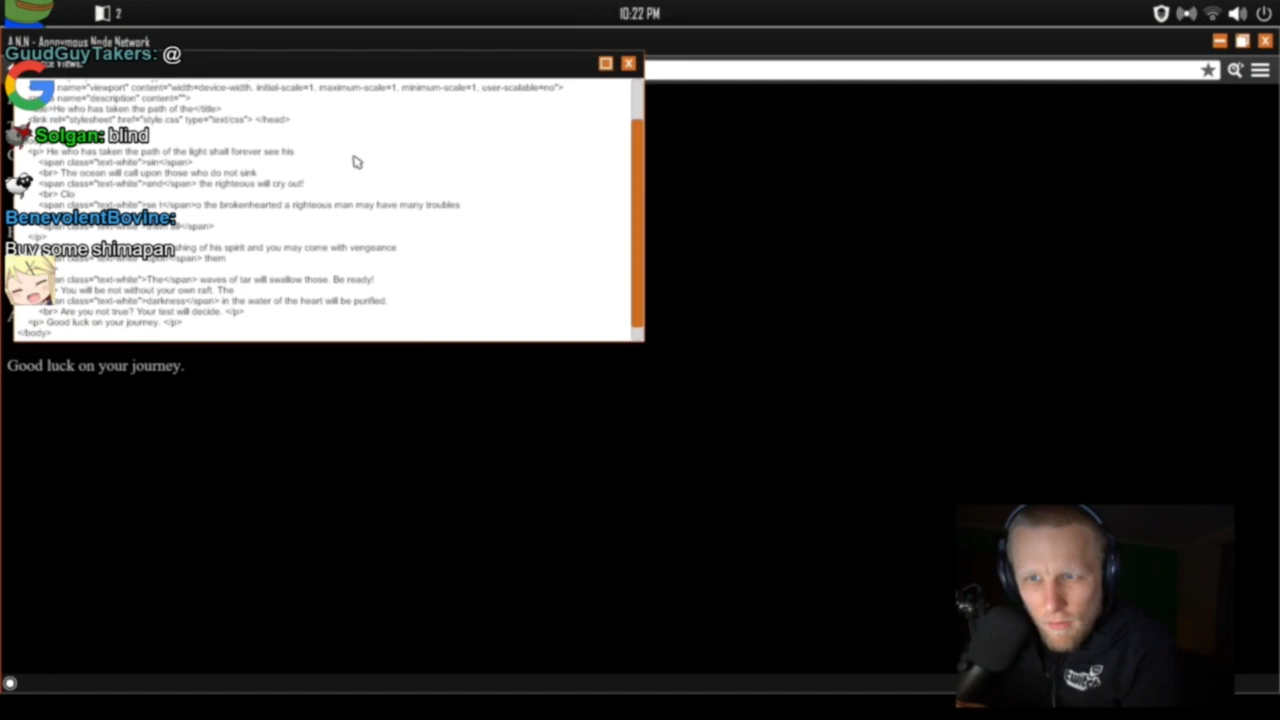 2
10:22 PM
A.N.N - Anonymous Node Network
GuudGuyTakers: @
name="viewport" content="width=device-width, initial-scale=1, maximum-scale=1, minimum-scale=1, user-scalable=no">
name="description" content="">
He who has taken the path of the</title>
<link rel="stylesheet" href="style.css" type="text/css"> </head>
Solgan: blind
<p> He who has taken the path of the light shall forever see his
<span class="text-white">sin</span>
<br> The ocean will call upon those who do not sink
<span class="text-white">and</span> the righteous will cry out!
<br> Clo
<span class="text-white">se t</span>o the brokenhearted a righteous man may have many troubles
BenevolentBovine:
class="text-white">them all</span>
</p>
Buy some shimapan
shing of his spirit and you may come with vengeance
</span> them
an class="text-white">The</span> waves of tar will swallow those. Be ready!
> You will be not without your own raft. The
an class="text-white">darkness</span> in the water of the heart will be purified.
<br> Are you not true? Your test will decide. </p>
<p> Good luck on your journey. </p>
</body>
Good luck on your journey.
twitch